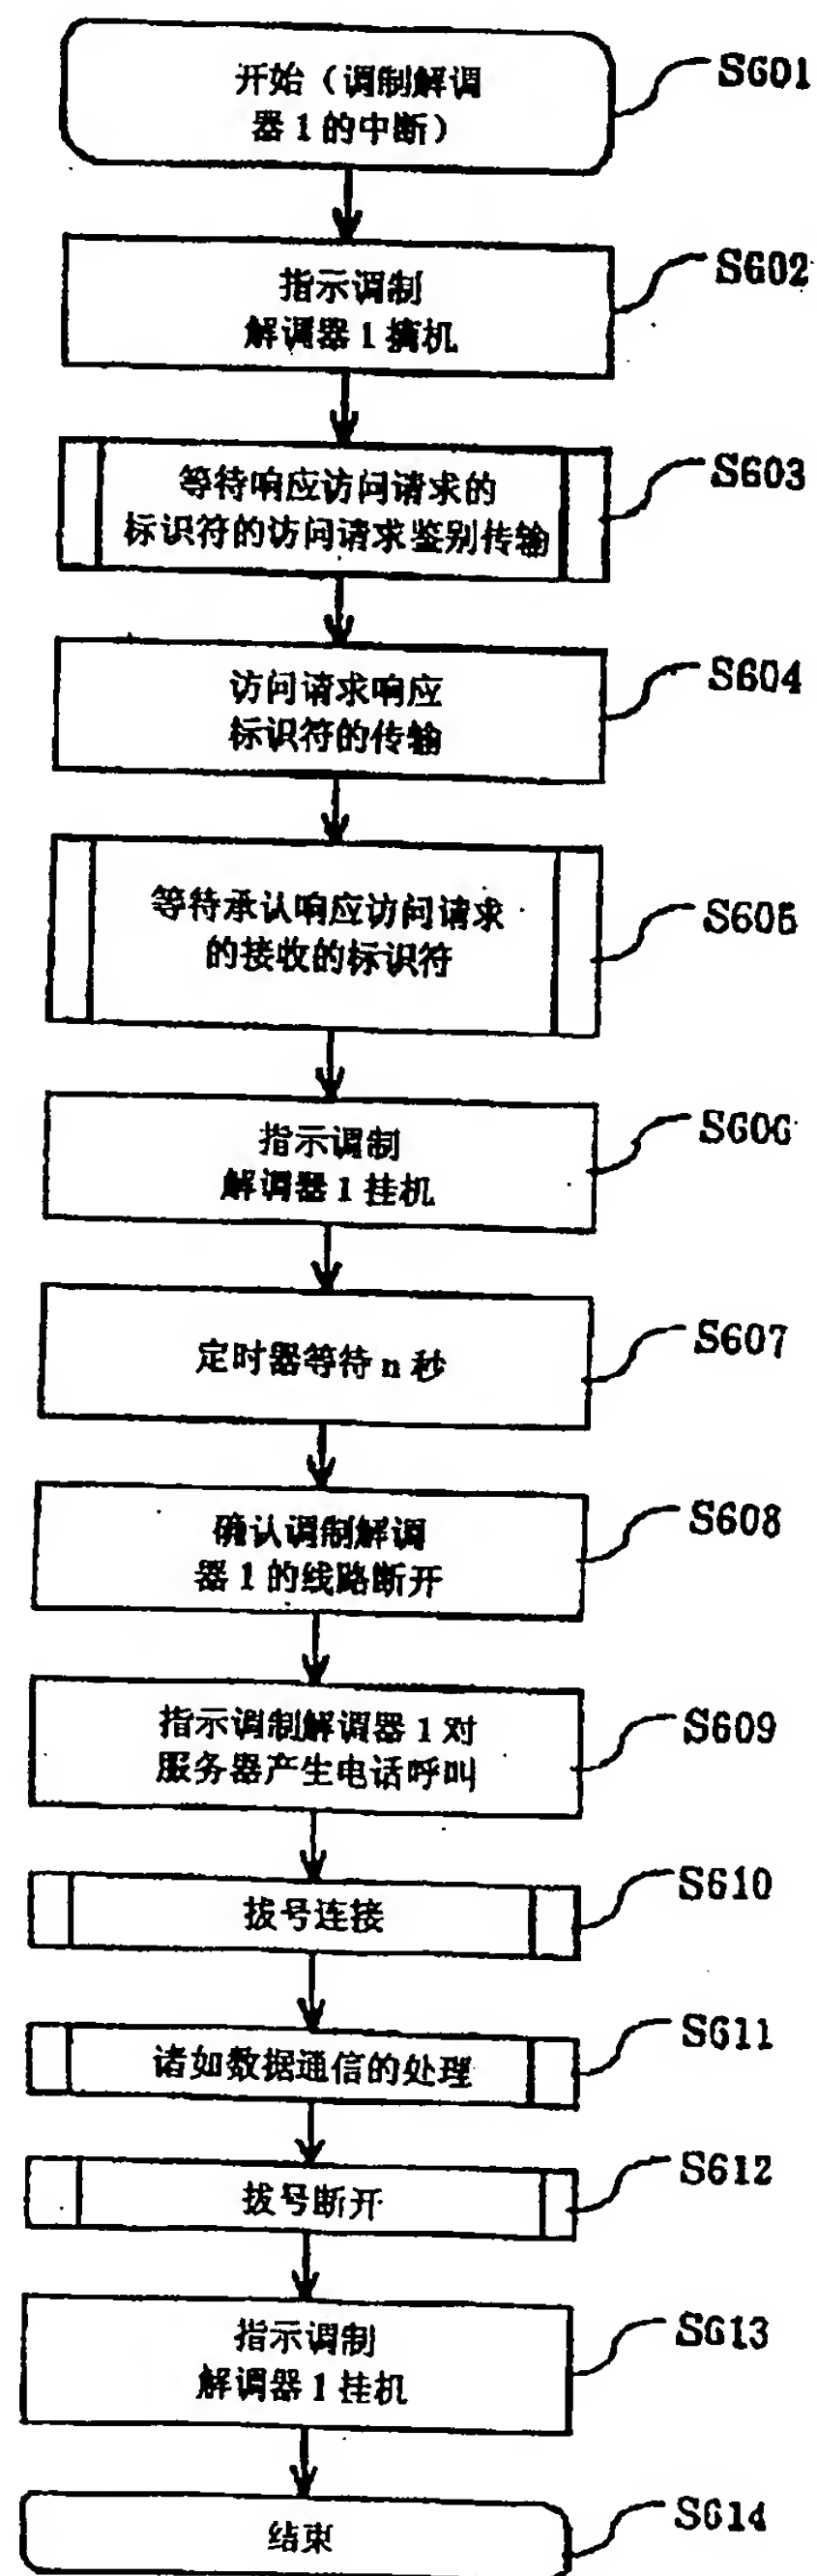 开始（调制解调
器1的中断）
S601
指示调制
解调器1摘机
S602
等待响应访问请求的
标识符的访问请求鉴别传输
S603
访问请求响应
标识符的传输
S604
等待承认响应访问请求
的接收的标识符
S605
指示调制
解调器1挂机
S606
定时器等待n秒
S607
确认调制解调
器1的线路断开
S608
指示调制解调器1对
服务器产生电话呼叫
S609
拔号连接
S610
诸如数据通信的处理
S611
拔号断开
S612
指示调制
解调器1挂机
S613
结束
S614